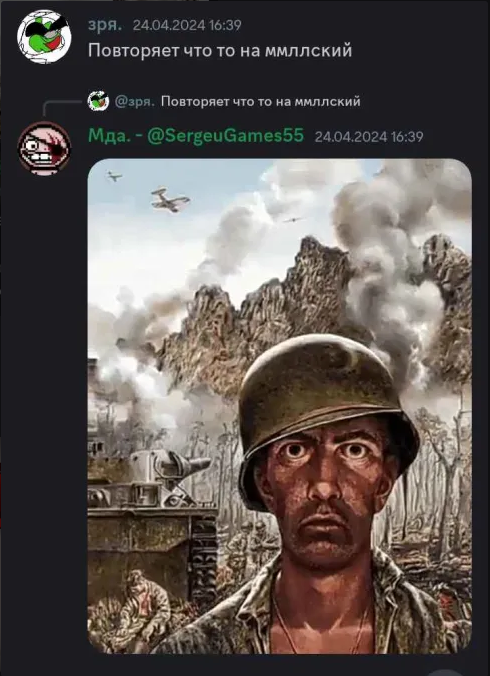 зря. 24.04.2024 16:39
Повторяет что то на ммллский
@зря. Повторяет что то на ммллский
Мда. - @SergeuGames55 24.04.2024 16:39